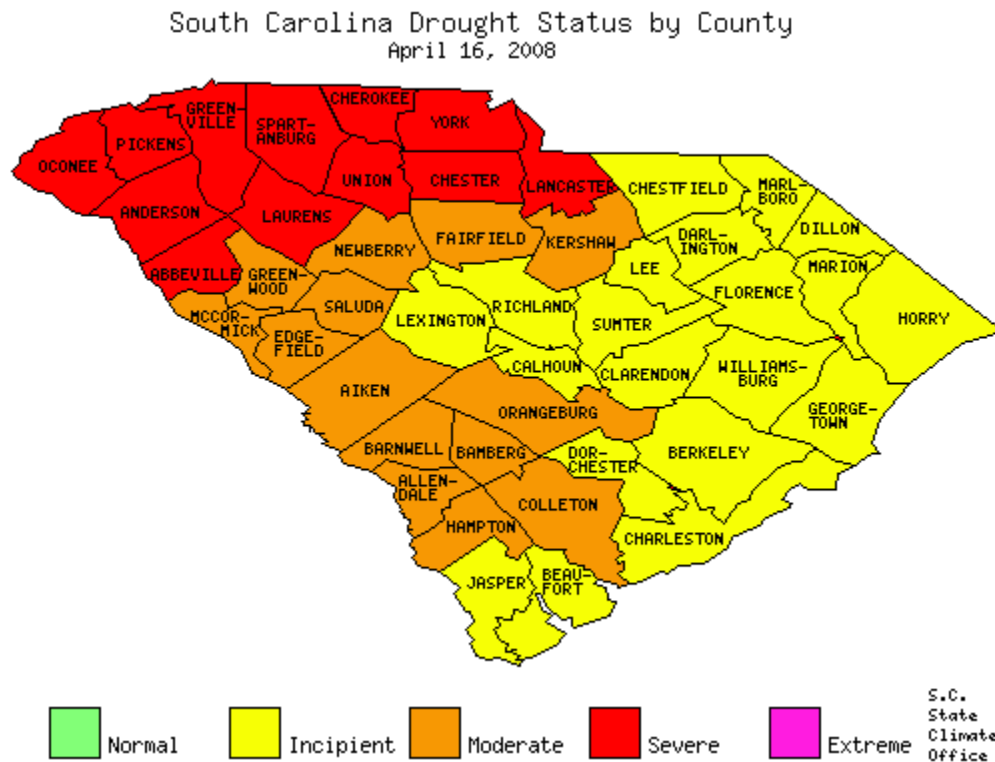 South Carolina Drought Status by County
April 16, 2008
CHEROKEE
GREEN-
VILLE
SPART-
ANBURG
YORK
PICKENS
OCONEE
UNION
CHESTER
LANCASTER
CHESTFIELD
MARL-
BORO
ANDERSON
LAURENS
DARL-
INGTON
DILLON
NEWBERRY
FAIRFIELD
KERSHAW
ABBEVILLE
GREEN-
WOOD
LEE
MARION
FLORENCE
SALUDA
RICHLAND
MCCOR-
MICK
LEXINGTON
SUMTER
HORRY
EDGE-
FIELD
CALHOUN
CLARENDON
WILLIAMS-
BURG
AIKEN
ORANGEBURG
GEORGE-
TOWN
BARNWELL
BAMBERG
DOR-
CHESTER
BERKELEY
ALLEN-
DALE
COLLETON
HAMPTON
CHARLESTON
JASPER
BEAU-
FORT
Normal
Incipient
Moderate
Severe
Extreme
S.C.
State
Climate
Office